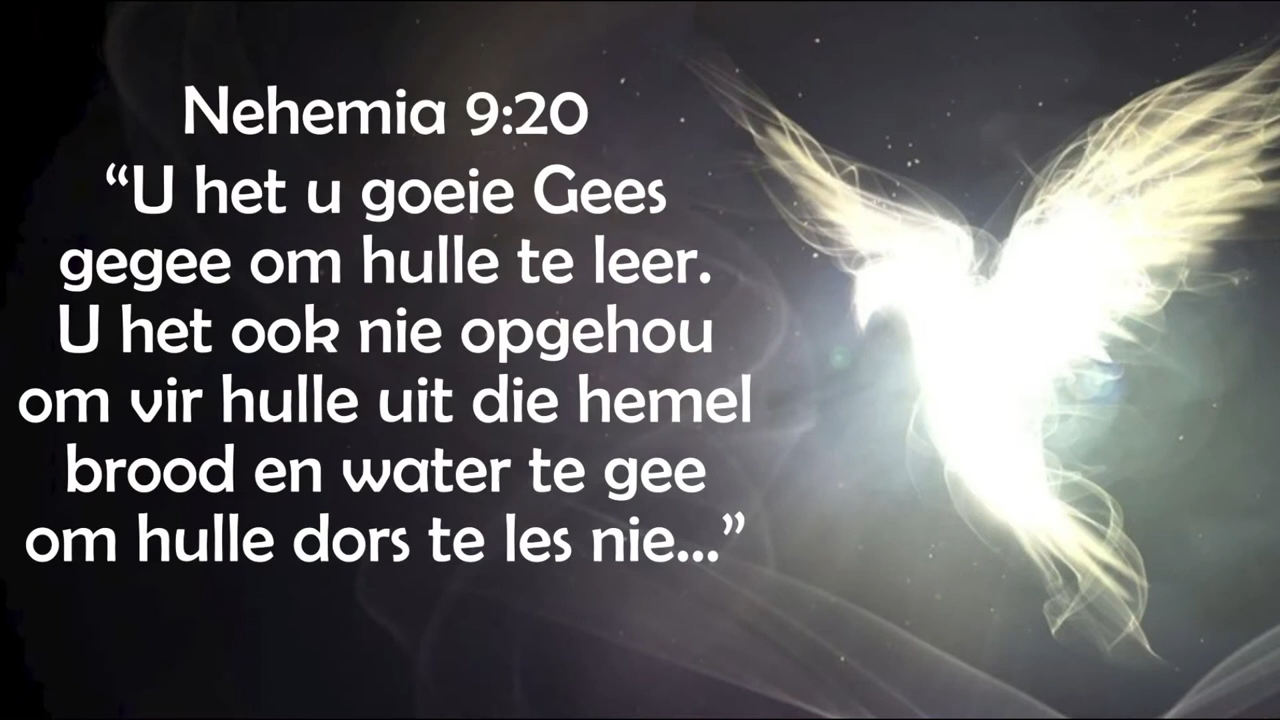 Nehemia 9:20
“U het u goeie Gees
gegee om hulle te leer.
U het ook nie opgehou
om vir hulle uit die hemel
brood en water te gee
om hulle dors te les nie...”